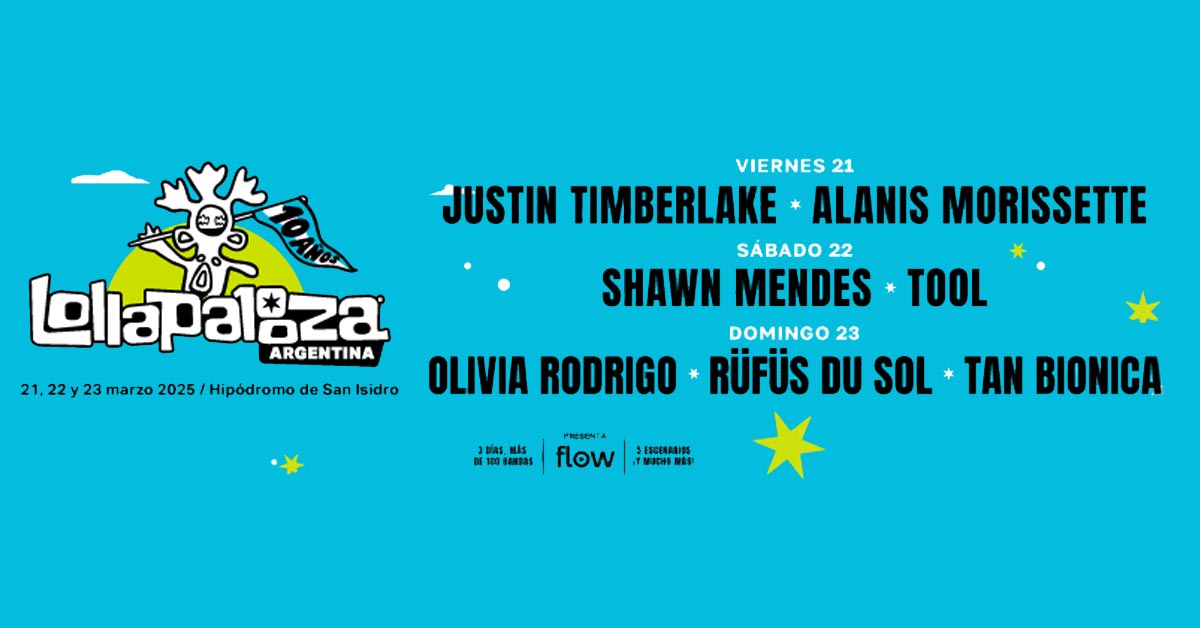 10 AÑOS
Lollapalooza
ARGENTINA
21, 22 y 23 marzo 2025 / Hipódromo de San Isidro
VIERNES 21
JUSTIN TIMBERLAKE * ALANIS MORISSETTE
SÁBADO 22
SHAWN MENDES * TOOL
DOMINGO 23
OLIVIA RODRIGO * RÜFÜS DU SOL * TAN BIONICA
PRESENTA
3 DÍAS, MÁS
DE 100 BANDAS
flow
5 ESCENARIOS
¡Y MUCHO MÁS!